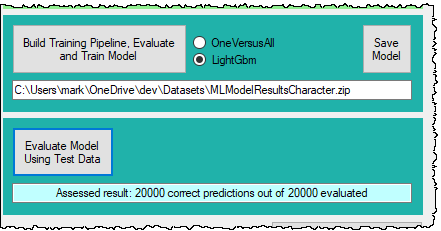 Build Training Pipeline, Evaluate
and Train Model
OneVersusAll
LightGbm
Save
Model
C:\Users\mark\OneDrive\dev\Datasets\MLModelResultsCharacter.zip
Evaluate Model
Using Test Data
Assessed result: 20000 correct predictions out of 20000 evaluated